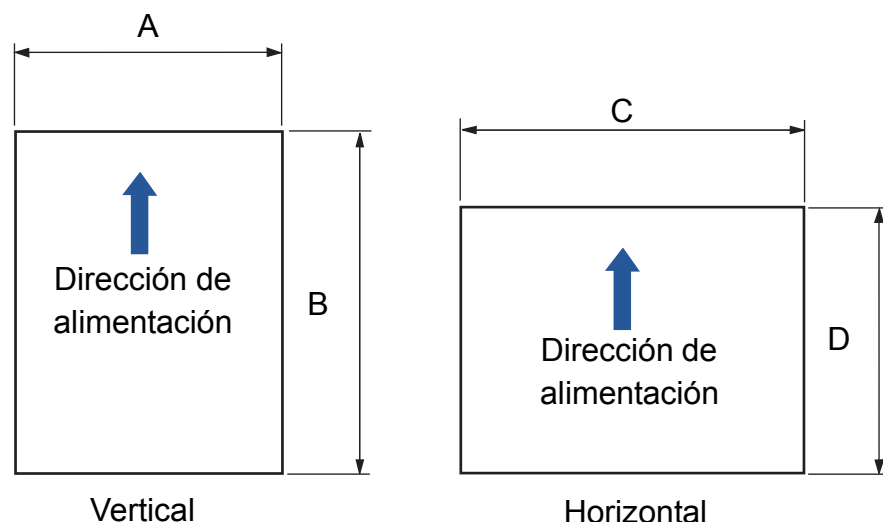 A
Dirección de
alimentación
B
Vertical
C
Dirección de
alimentación
D
Horizontal